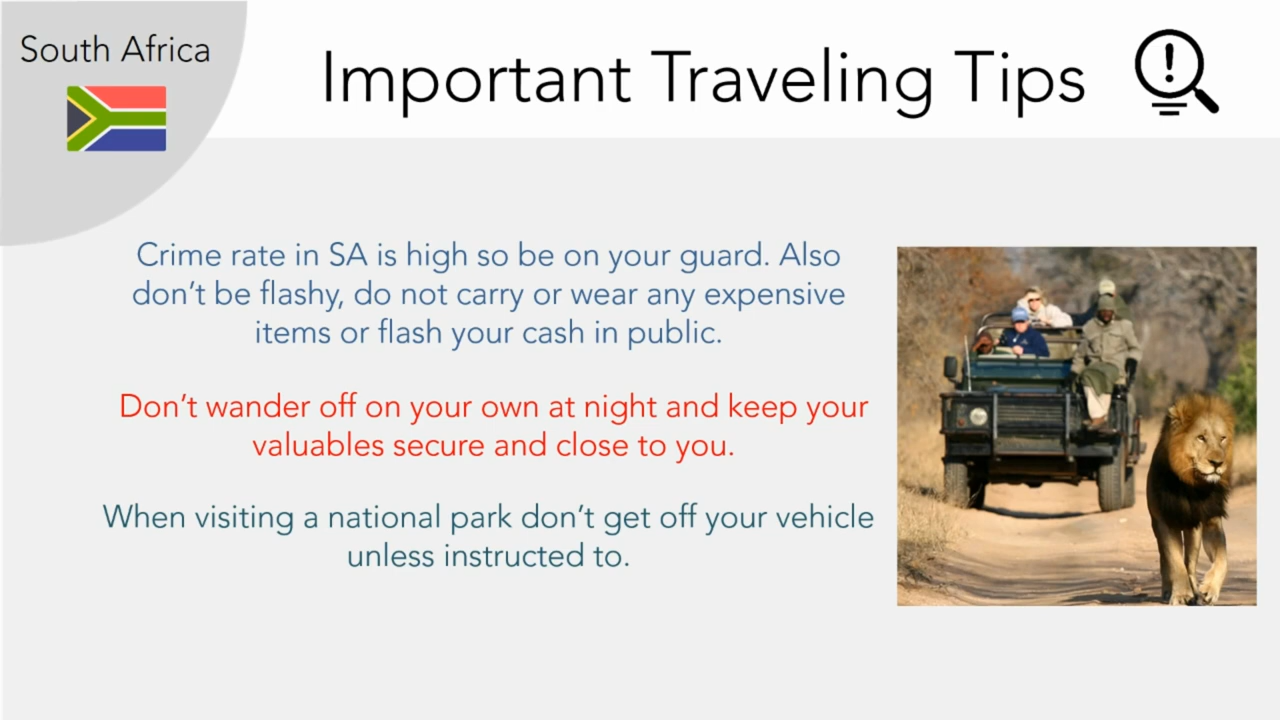 South Africa
Important Traveling Tips
Crime rate in SA is high so be on your guard. Also
don't be flashy, do not carry or wear any expensive
items or flash your cash in public.
Don't wander off on your own at night and keep your
valuables secure and close to you.
When visiting a national park don't get off your vehicle
unless instructed to.